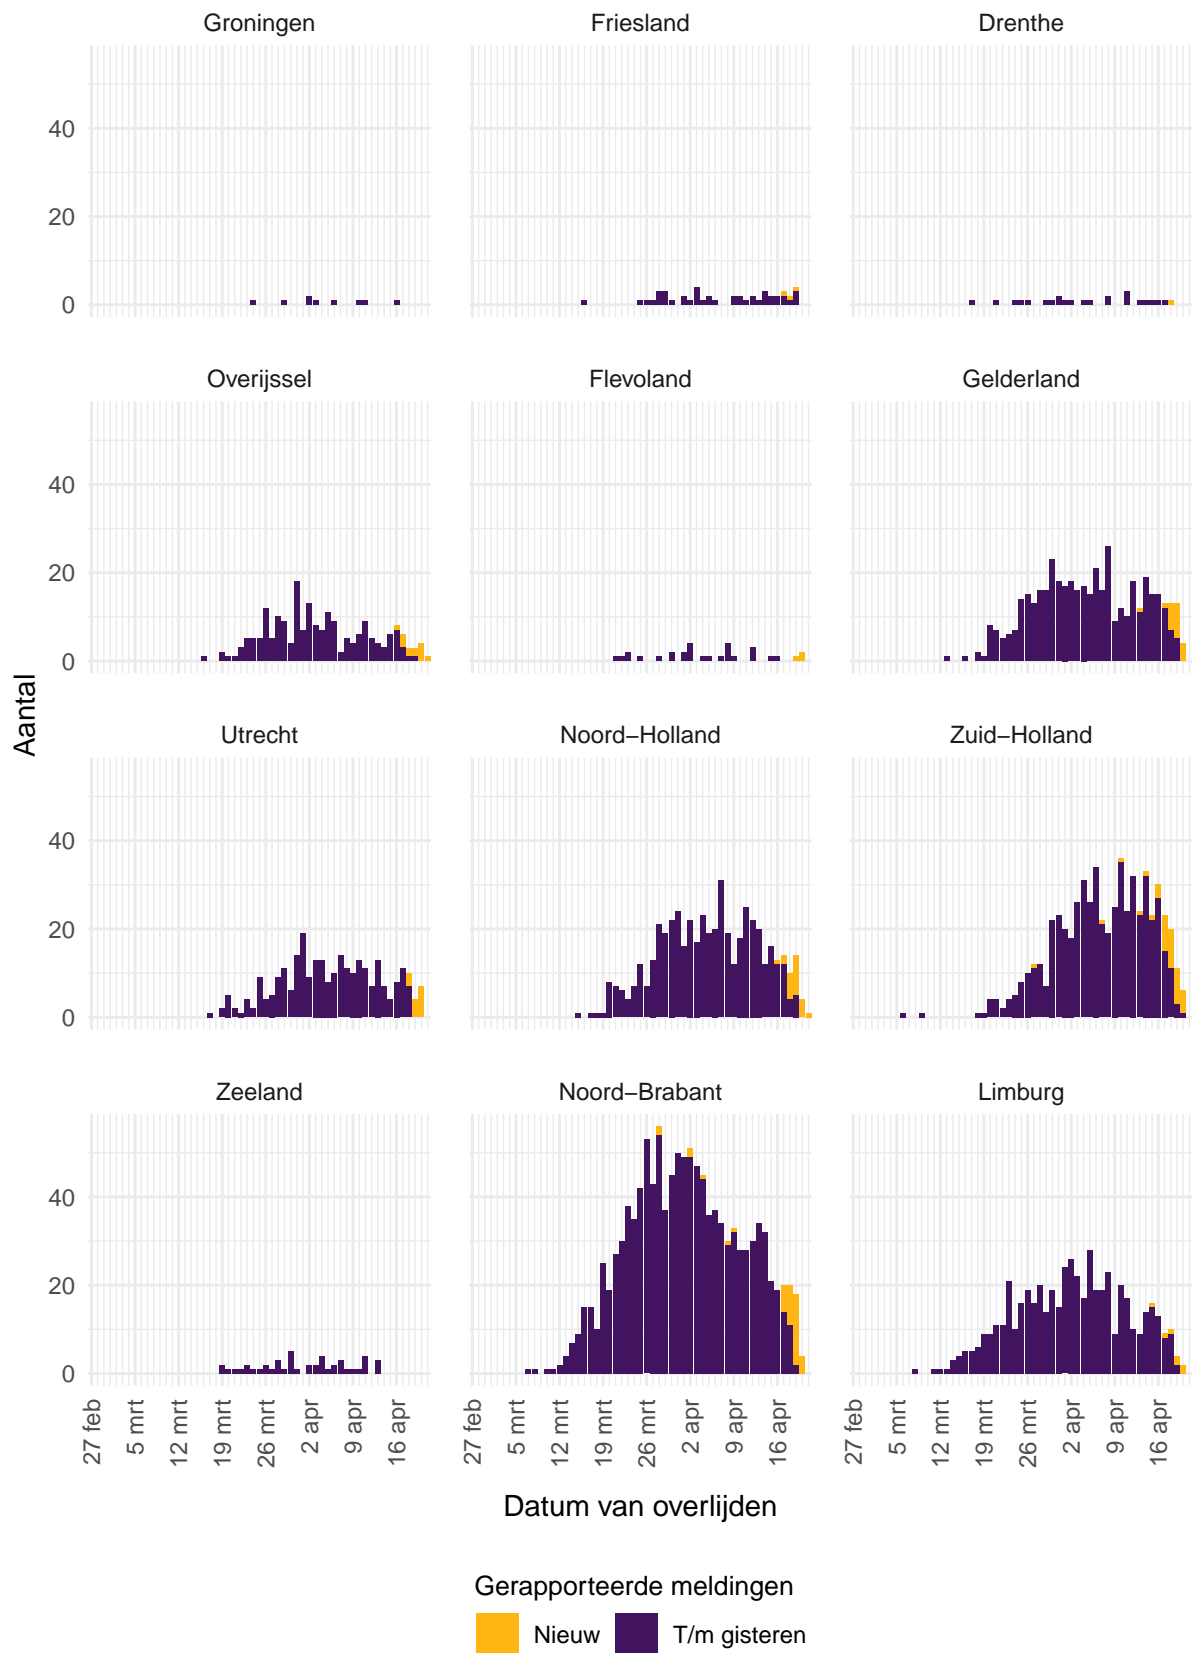 Groningen Friesland Drenthe
40
20
0
Overijssel Flevoland Gelderland
40
20
0
Aantal
Utrecht Noord−Holland Zuid−Holland
40
20
0
Zeeland Noord−Brabant Limburg
40
20
0
27 feb 5 mrt 12 mrt 19 mrt 26 mrt 2 apr 9 apr 16 apr 27 feb 5 mrt 12 mrt 19 mrt 26 mrt 2 apr 9 apr 16 apr 27 feb 5 mrt 12 mrt 19 mrt 26 mrt 2 apr 9 apr 16 apr
Datum van overlijden
Gerapporteerde meldingen
Nieuw T/m gisteren